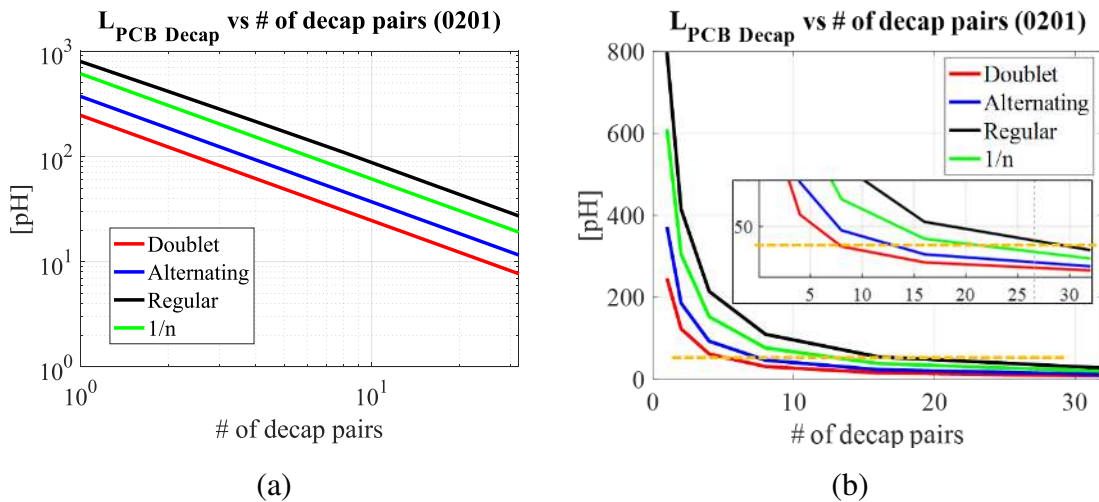 L_PCB Decap vs # of decap pairs (0201)
[pH]
10^3
10^2
10^1
10^0
Doublet
Alternating
Regular
1/n
10^0
10^1
# of decap pairs
(a)
L_PCB Decap vs # of decap pairs (0201)
[pH]
800
600
400
200
0
Doublet
Alternating
Regular
1/n
50
5
10
15
20
25
30
0
10
20
30
# of decap pairs
(b)